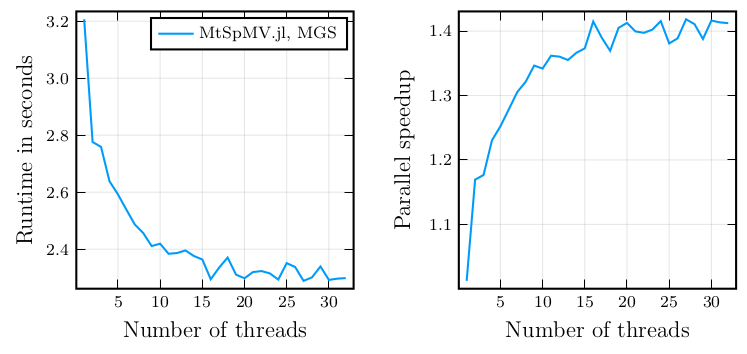 MtSpMV.jl, MGS
Runtime in seconds
3.2
3.0
2.8
2.6
2.4
5 10 15 20 25 30
Number of threads
Parallel speedup
1.4
1.3
1.2
1.1
5 10 15 20 25 30
Number of threads